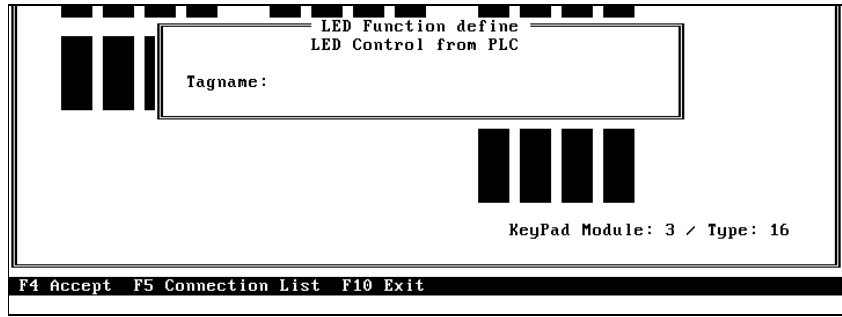 LED Function define
LED Control from PLC
Tagname:
KeyPad Module: 3 / Type: 16
F4 Accept F5 Connection List F10 Exit